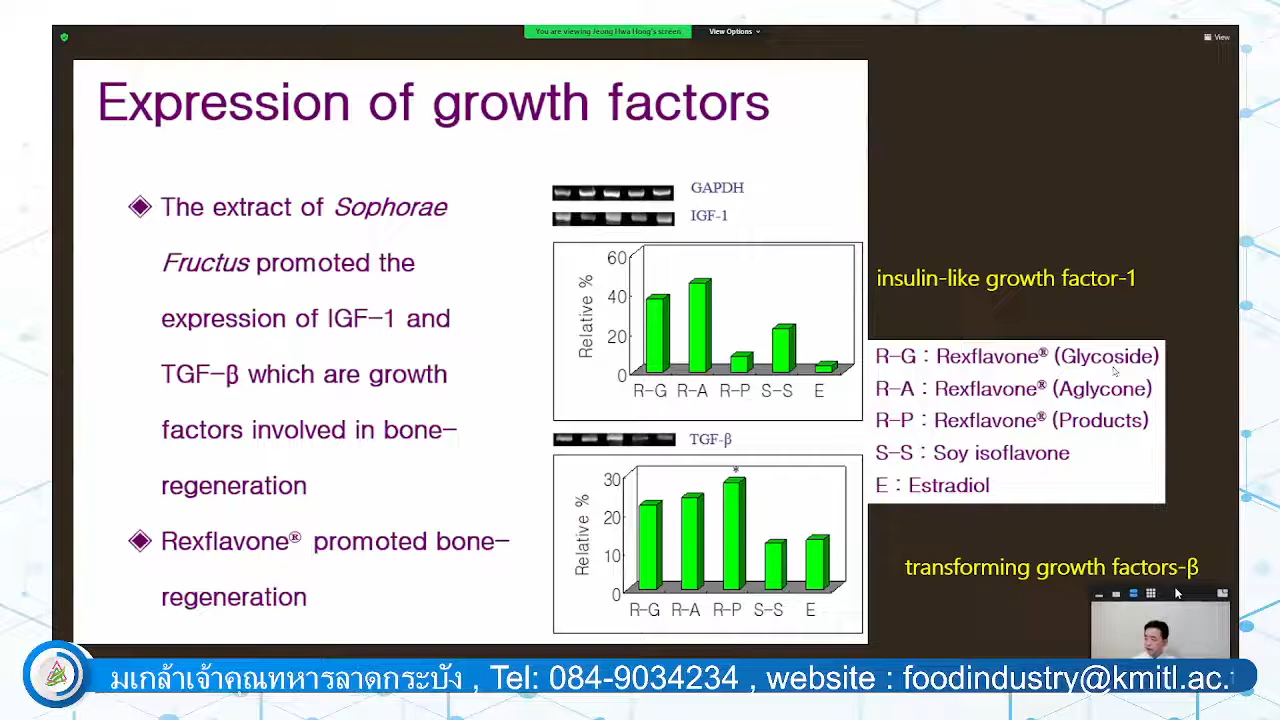 You are viewing Jeong Hwa Hong's screen
View Options
View
Expression of growth factors
The extract of Sophorae
Fructus promoted the
expression of IGF-1 and
TGF-β which are growth
factors involved in bone-
regeneration
Rexflavone® promoted bone-
regeneration
GAPDH
IGF-1
60
40
20
0
Relative %
R-G R-A R-P S-S E
TGF-β
*
30
20
10
0
Relative %
R-G R-A R-P S-S E
insulin-like growth factor-1
R-G : Rexflavone® (Glycoside)
R-A : Rexflavone® (Aglycone)
R-P : Rexflavone® (Products)
S-S : Soy isoflavone
E : Estradiol
transforming growth factors-β
มเกล้าเจ้าคุณทหารลาดกระบัง , Tel: 084-9034234 , website : foodindustry@kmitl.ac.